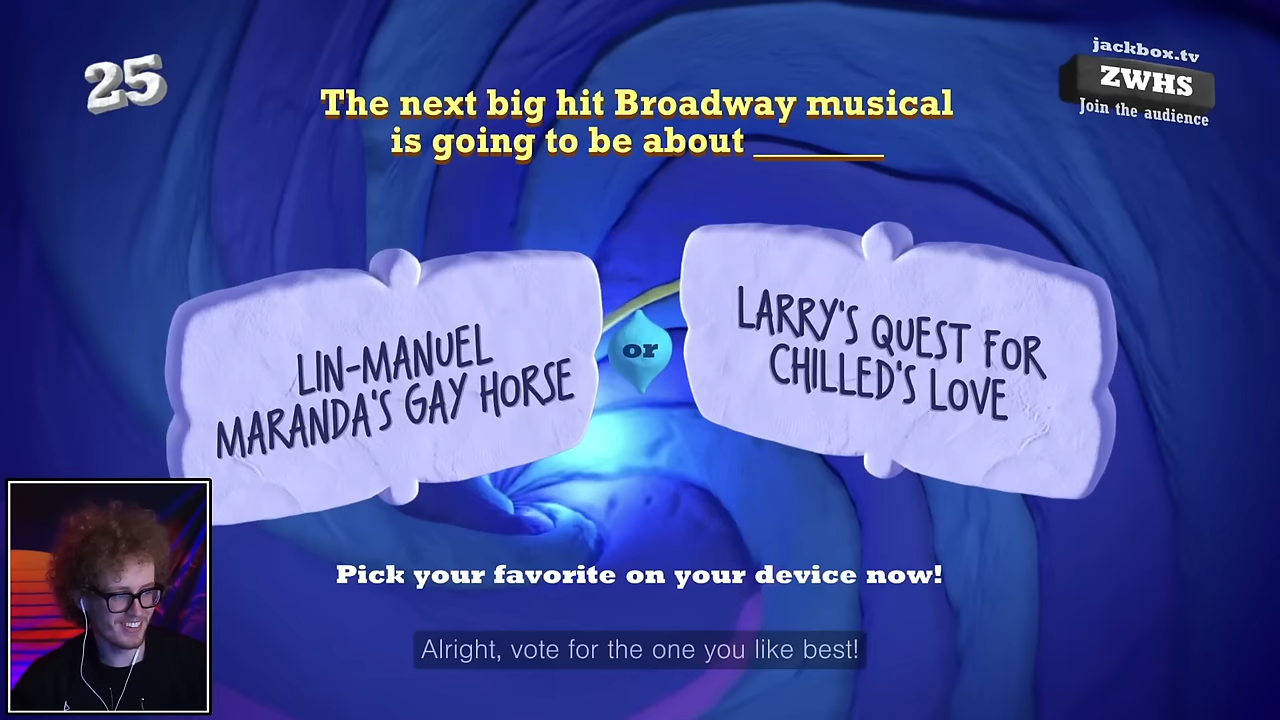 25
jackbox.tv
ZWHS
Join the audience
The next big hit Broadway musical
is going to be about ________
LIN-MANUEL
MARANDA'S GAY HORSE
or
LARRY'S QUEST FOR
CHILLED'S LOVE
Pick your favorite on your device now!
Alright, vote for the one you like best!